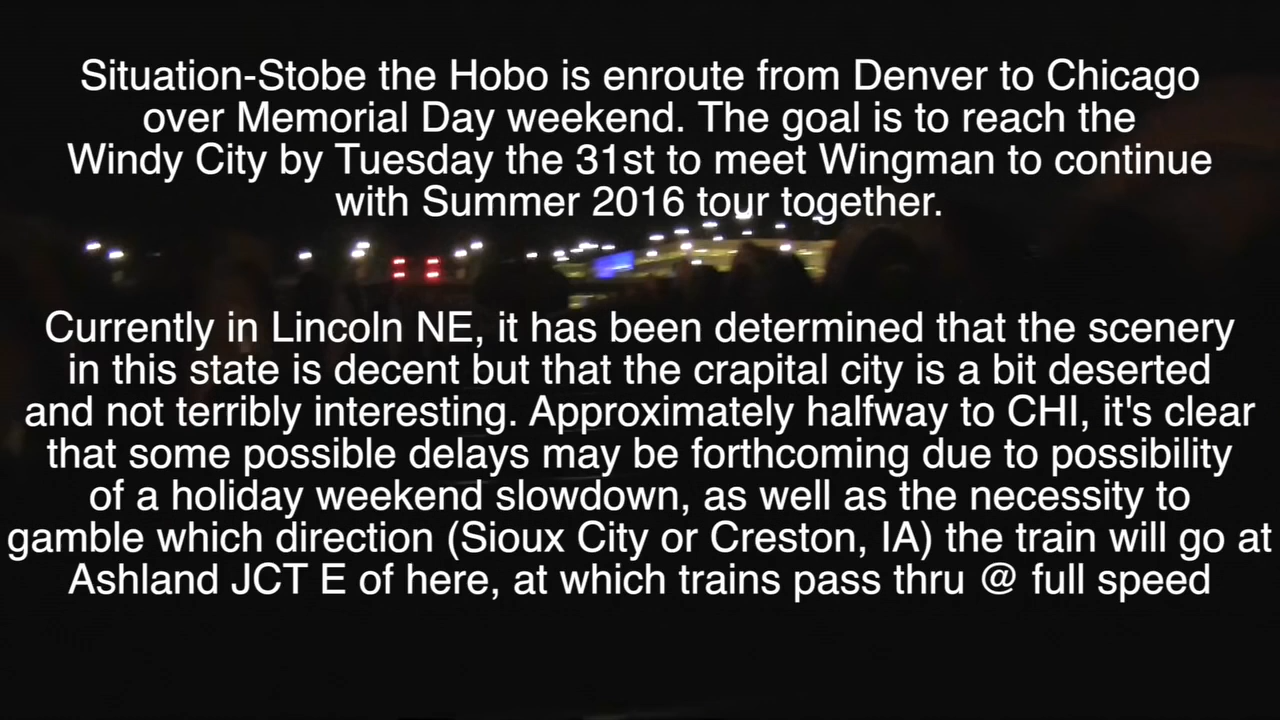 Situation-Stobe the Hobo is enroute from Denver to Chicago
over Memorial Day weekend. The goal is to reach the
Windy City by Tuesday the 31st to meet Wingman to continue
with Summer 2016 tour together.
Currently in Lincoln NE, it has been determined that the scenery
in this state is decent but that the crapital city is a bit deserted
and not terribly interesting. Approximately halfway to CHI, it's clear
that some possible delays may be forthcoming due to possibility
of a holiday weekend slowdown, as well as the necessity to
gamble which direction (Sioux City or Creston, IA) the train will go at
Ashland JCT E of here, at which trains pass thru @ full speed